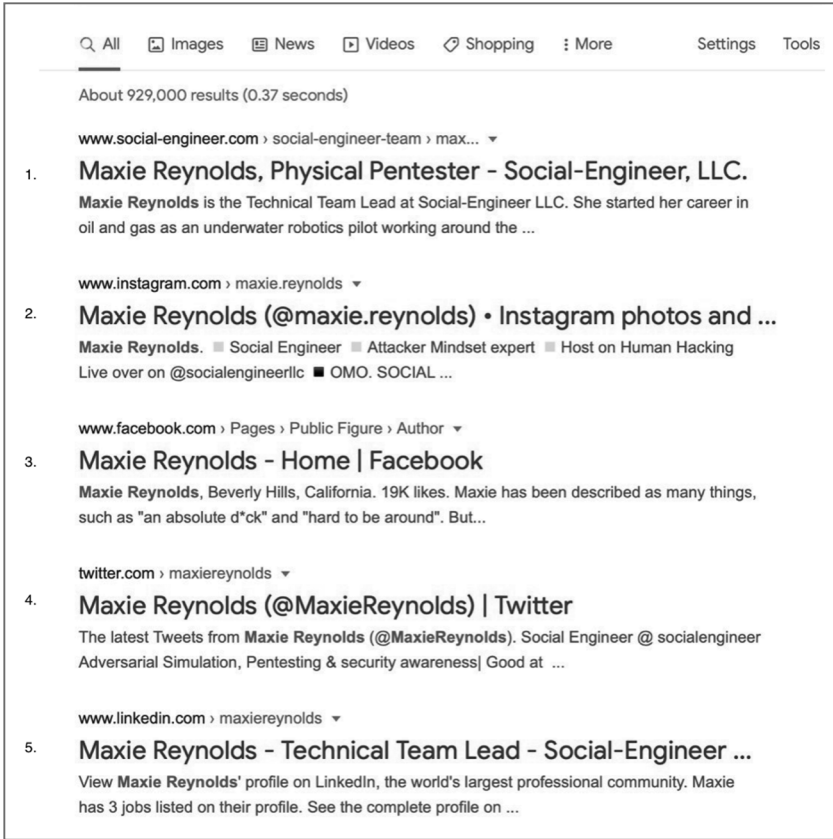 All Images News Videos Shopping More Settings Tools
About 929,000 results (0.37 seconds)
www.social-engineer.com › social-engineer-team › max...
1. Maxie Reynolds, Physical Pentester - Social-Engineer, LLC.
Maxie Reynolds is the Technical Team Lead at Social-Engineer LLC. She started her career in
oil and gas as an underwater robotics pilot working around the ...
www.instagram.com › maxie.reynolds
2. Maxie Reynolds (@maxie.reynolds) • Instagram photos and ...
Maxie Reynolds. Social Engineer Attacker Mindset expert Host on Human Hacking
Live over on @socialengineerllc OMO. SOCIAL ...
www.facebook.com › Pages › Public Figure › Author
3. Maxie Reynolds - Home | Facebook
Maxie Reynolds, Beverly Hills, California. 19K likes. Maxie has been described as many things,
such as "an absolute d*ck" and "hard to be around". But...
twitter.com › maxiereynolds
4. Maxie Reynolds (@MaxieReynolds) | Twitter
The latest Tweets from Maxie Reynolds (@MaxieReynolds). Social Engineer @ socialengineer
Adversarial Simulation, Pentesting & security awareness| Good at ...
www.linkedin.com › maxiereynolds
5. Maxie Reynolds - Technical Team Lead - Social-Engineer ...
View Maxie Reynolds' profile on LinkedIn, the world's largest professional community. Maxie
has 3 jobs listed on their profile. See the complete profile on ...